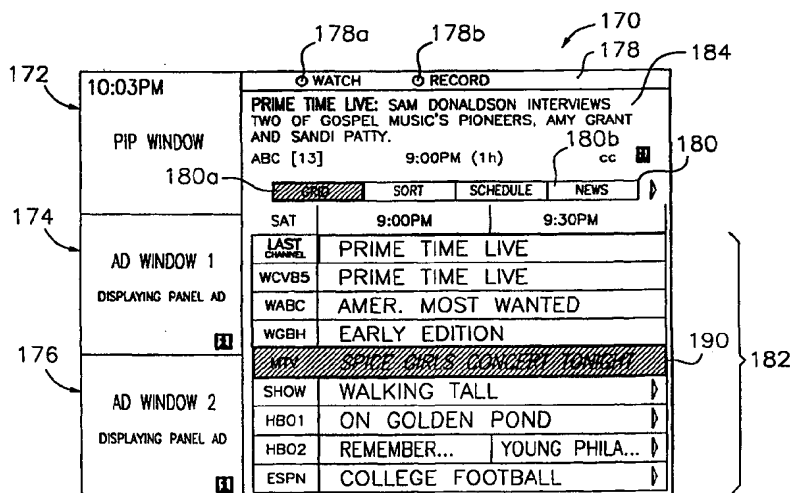 178a
178b
170
178
184
172
10:03PM
WATCH
RECORD
PRIME TIME LIVE: SAM DONALDSON INTERVIEWS
TWO OF GOSPEL MUSIC'S PIONEERS, AMY GRANT
AND SANDI PATTY.
PIP WINDOW
ABC [13]
9:00PM (1h)
cc
180b
180
180a
GRID
SORT
SCHEDULE
NEWS
174
SAT
9:00PM
9:30PM
AD WINDOW 1
DISPLAYING PANEL AD
LAST
CHANNEL
PRIME TIME LIVE
WCVB5
PRIME TIME LIVE
WABC
AMER. MOST WANTED
WGBH
EARLY EDITION
176
MTV
SPICE GIRLS CONCERT TONIGHT
190
182
AD WINDOW 2
DISPLAYING PANEL AD
SHOW
WALKING TALL
HBO1
ON GOLDEN POND
HBO2
REMEMBER...
YOUNG PHILA...
ESPN
COLLEGE FOOTBALL